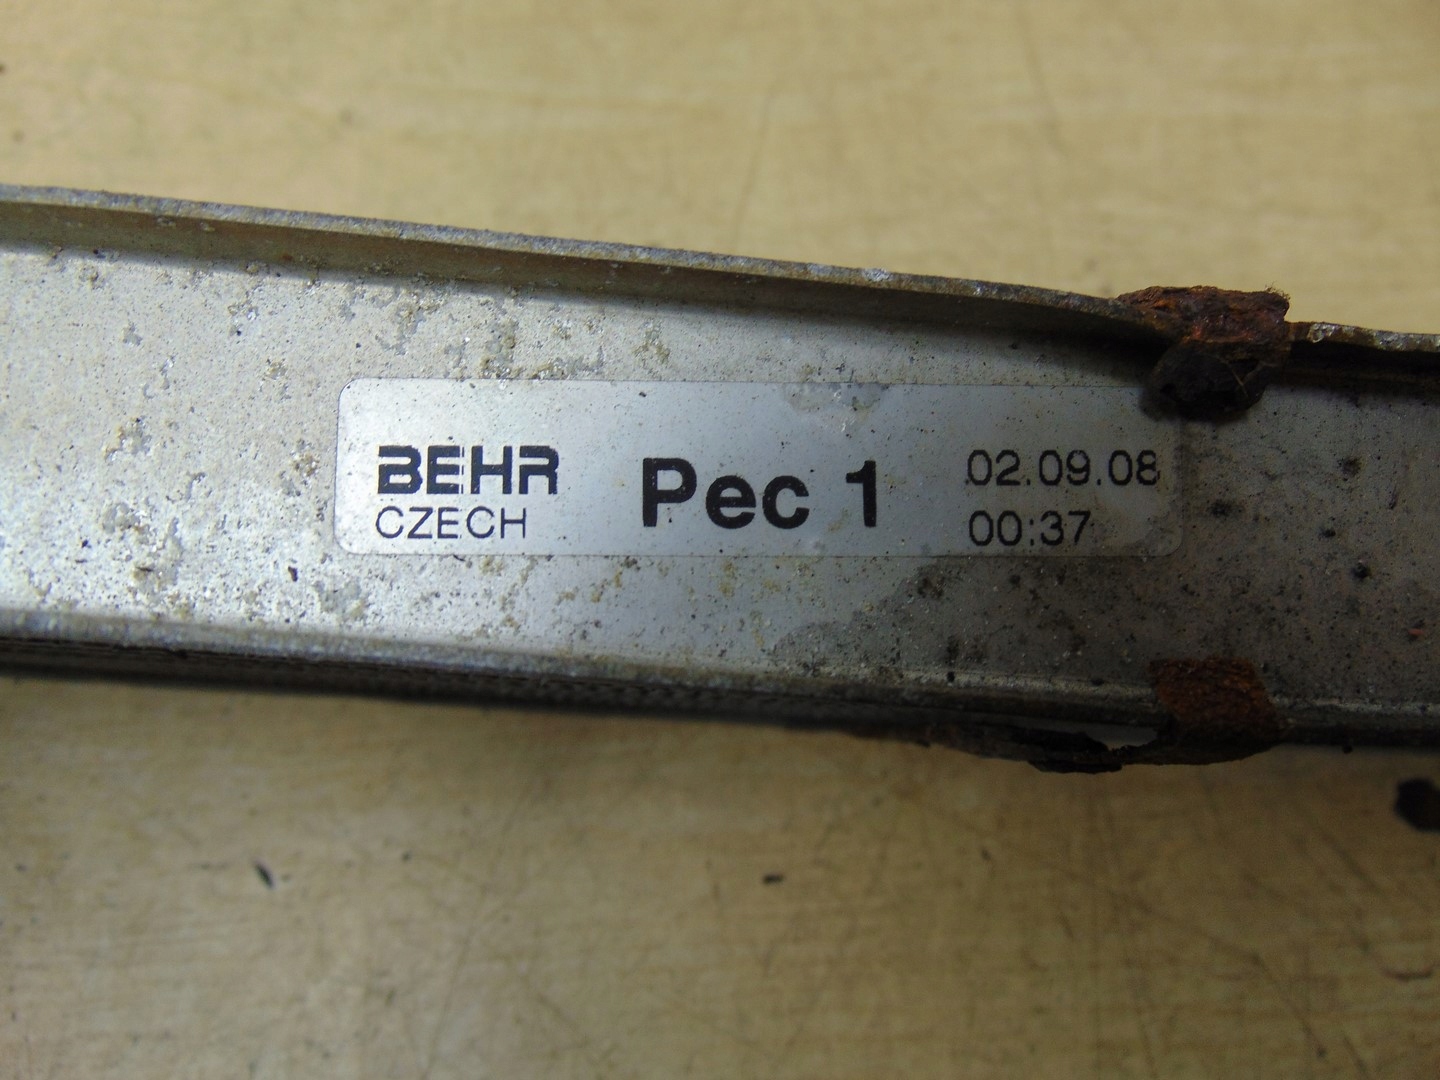 BEHR
CZECH
Pec 1
02.09.08
00:37